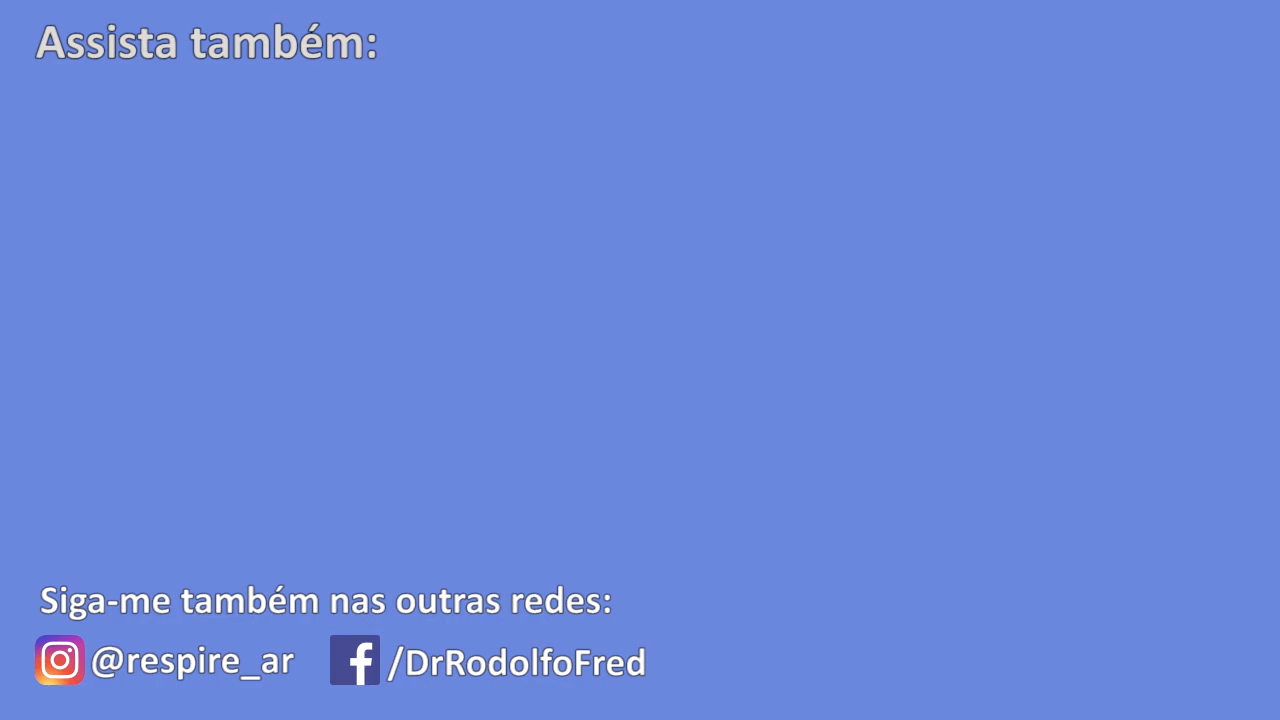 Assista também:
Siga-me também nas outras redes:
@respire_ar /DrRodolfoFred